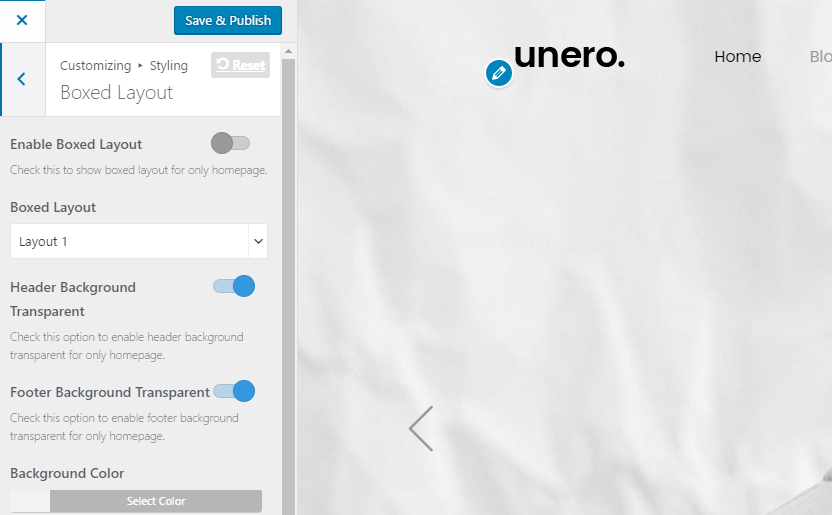 Save & Publish
Customizing ▸ Styling
Reset
Boxed Layout
Enable Boxed Layout
Check this to show boxed layout for only homepage.
Boxed Layout
Layout 1
Header Background
Transparent
Check this option to enable header background
transparent for only homepage.
Footer Background Transparent
Check this option to enable footer background
transparent for only homepage.
Background Color
Select Color
unero.
Home
Blo